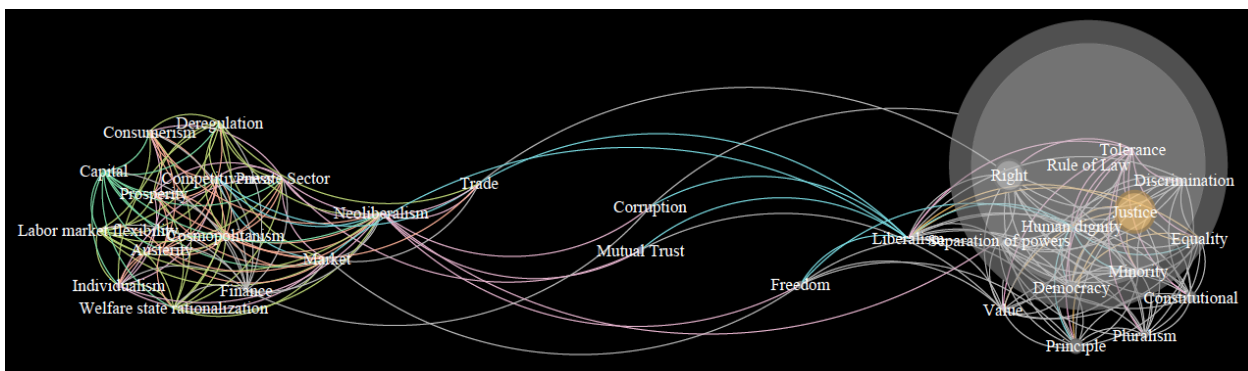 Deregulation
Consumerism
Capital
Competitiveness
Private Sector
Prosperity
Neoliberalism
Trade
Labor market flexibility
Cosmopolitanism
Austerity
Market
Individualism
Finance
Welfare state rationalization
Corruption
Mutual Trust
Freedom
Liberalism
Tolerance
Rule of Law
Right
Discrimination
Justice
Human dignity
Separation of powers
Equality
Minority
Democracy
Constitutional
Value
Pluralism
Principle